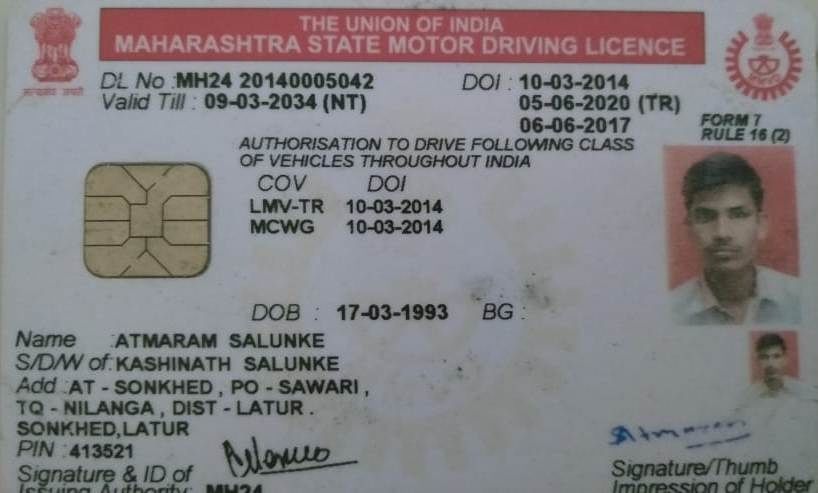 THE UNION OF INDIA
MAHARASHTRA STATE MOTOR DRIVING LICENCE
सत्यमेव जयते
DL No : MH24 20140005042 DOI : 10-03-2014
Valid Till : 09-03-2034 (NT) 05-06-2020 (TR)
06-06-2017
FORM 7
RULE 16 (2)
AUTHORISATION TO DRIVE FOLLOWING CLASS
OF VEHICLES THROUGHOUT INDIA
COV DOI
LMV-TR 10-03-2014
MCWG 10-03-2014
DOB : 17-03-1993 BG :
Name : ATMARAM SALUNKE
S/D/W of : KASHINATH SALUNKE
Add : AT - SONKHED , PO - SAWARI ,
TQ - NILANGA , DIST - LATUR .
SONKHED,LATUR
PIN : 413521
Signature & ID of
Issuing Authority: MH24
Atmaram
Signature/Thumb
Impression of Holder